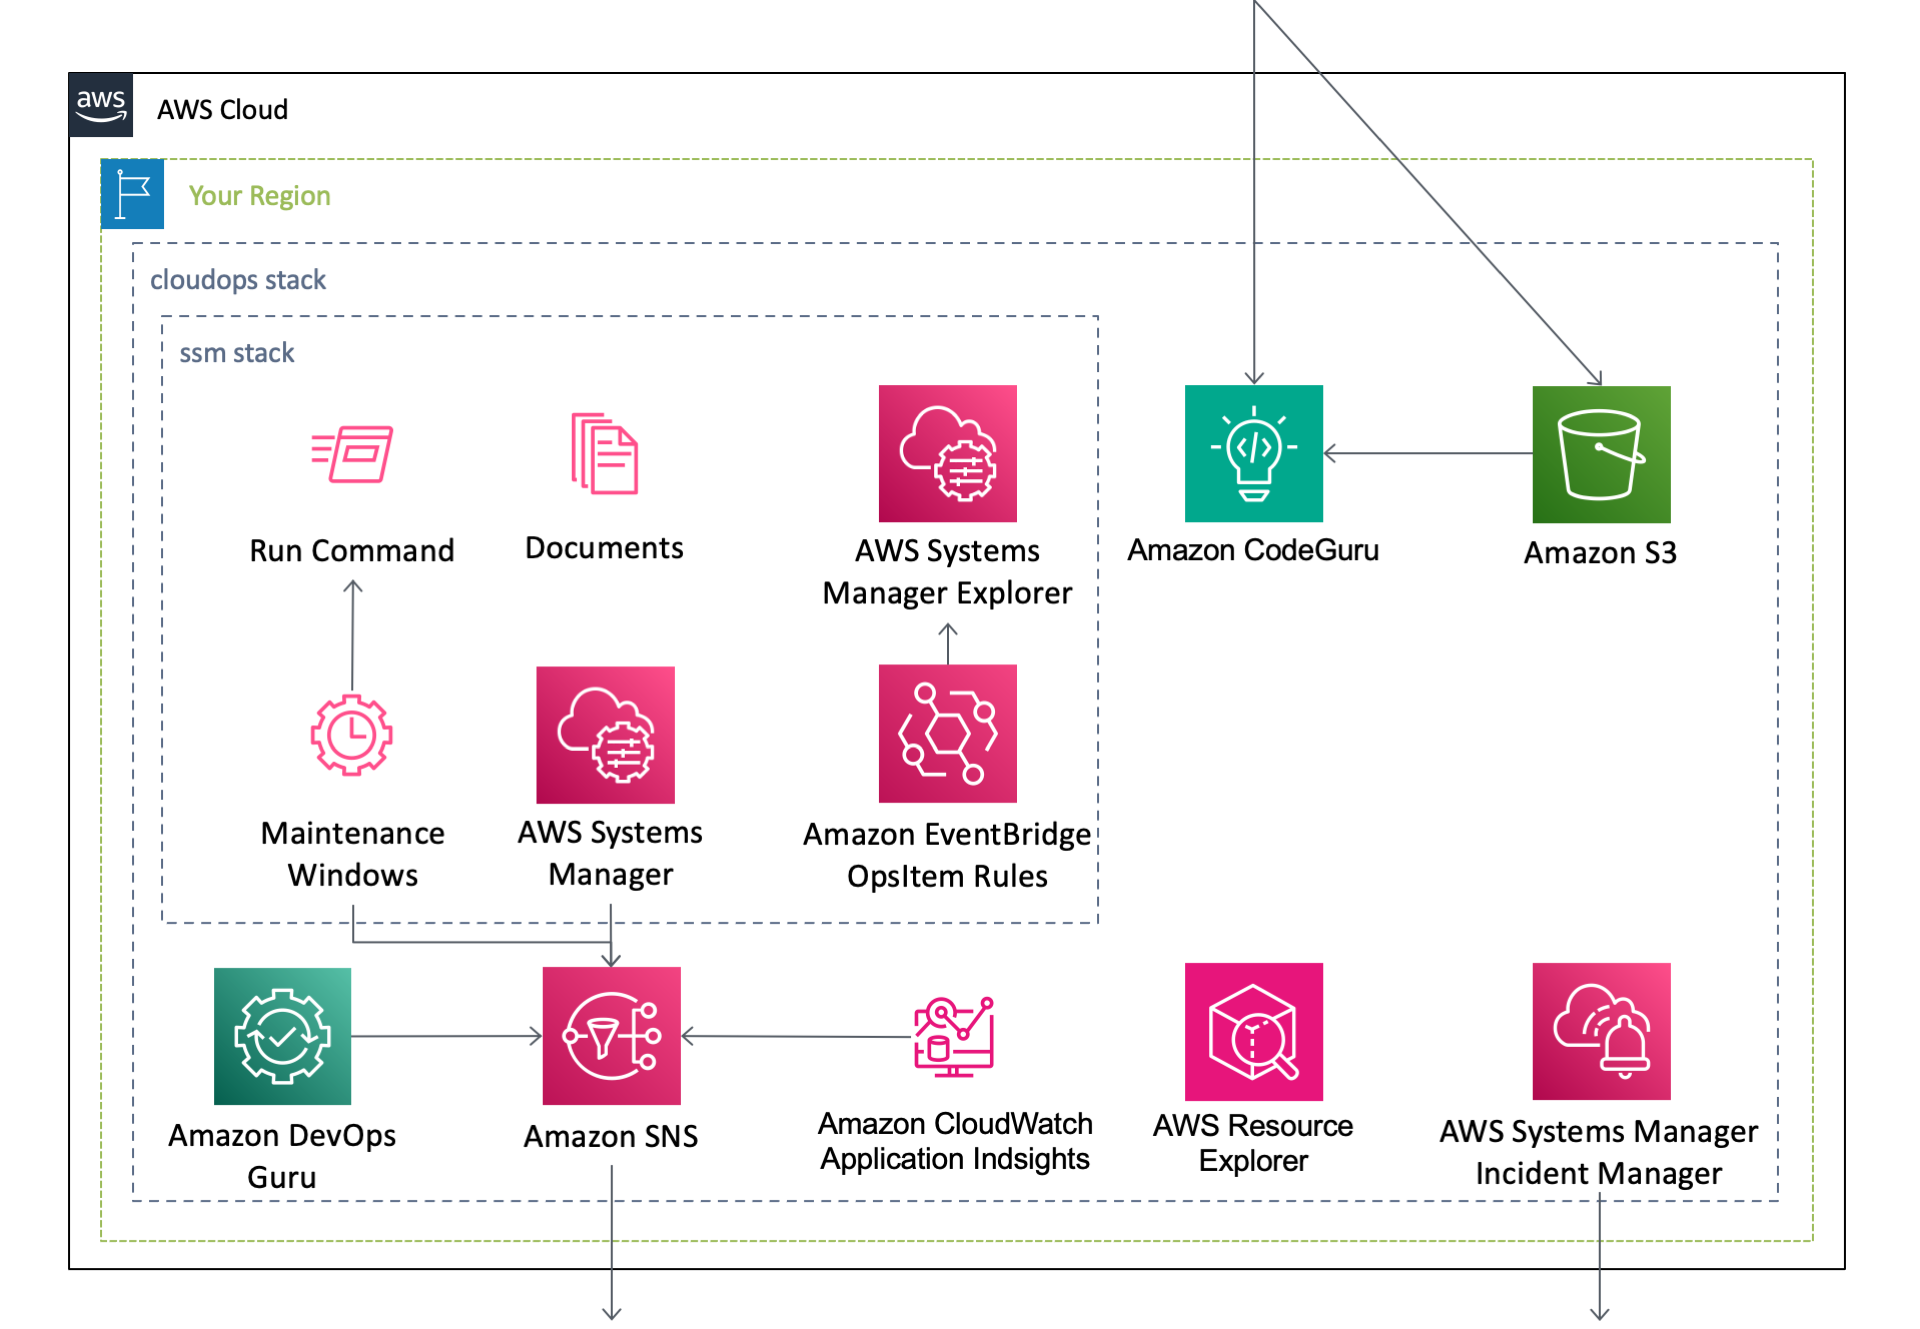 aws
AWS Cloud
Your Region
cloudops stack
ssm stack
Run Command
Documents
AWS Systems
Manager Explorer
Amazon CodeGuru
Amazon S3
Maintenance
Windows
AWS Systems
Manager
Amazon EventBridge
OpsItem Rules
Amazon DevOps
Guru
Amazon SNS
Amazon CloudWatch
Application Indsights
AWS Resource
Explorer
AWS Systems Manager
Incident Manager